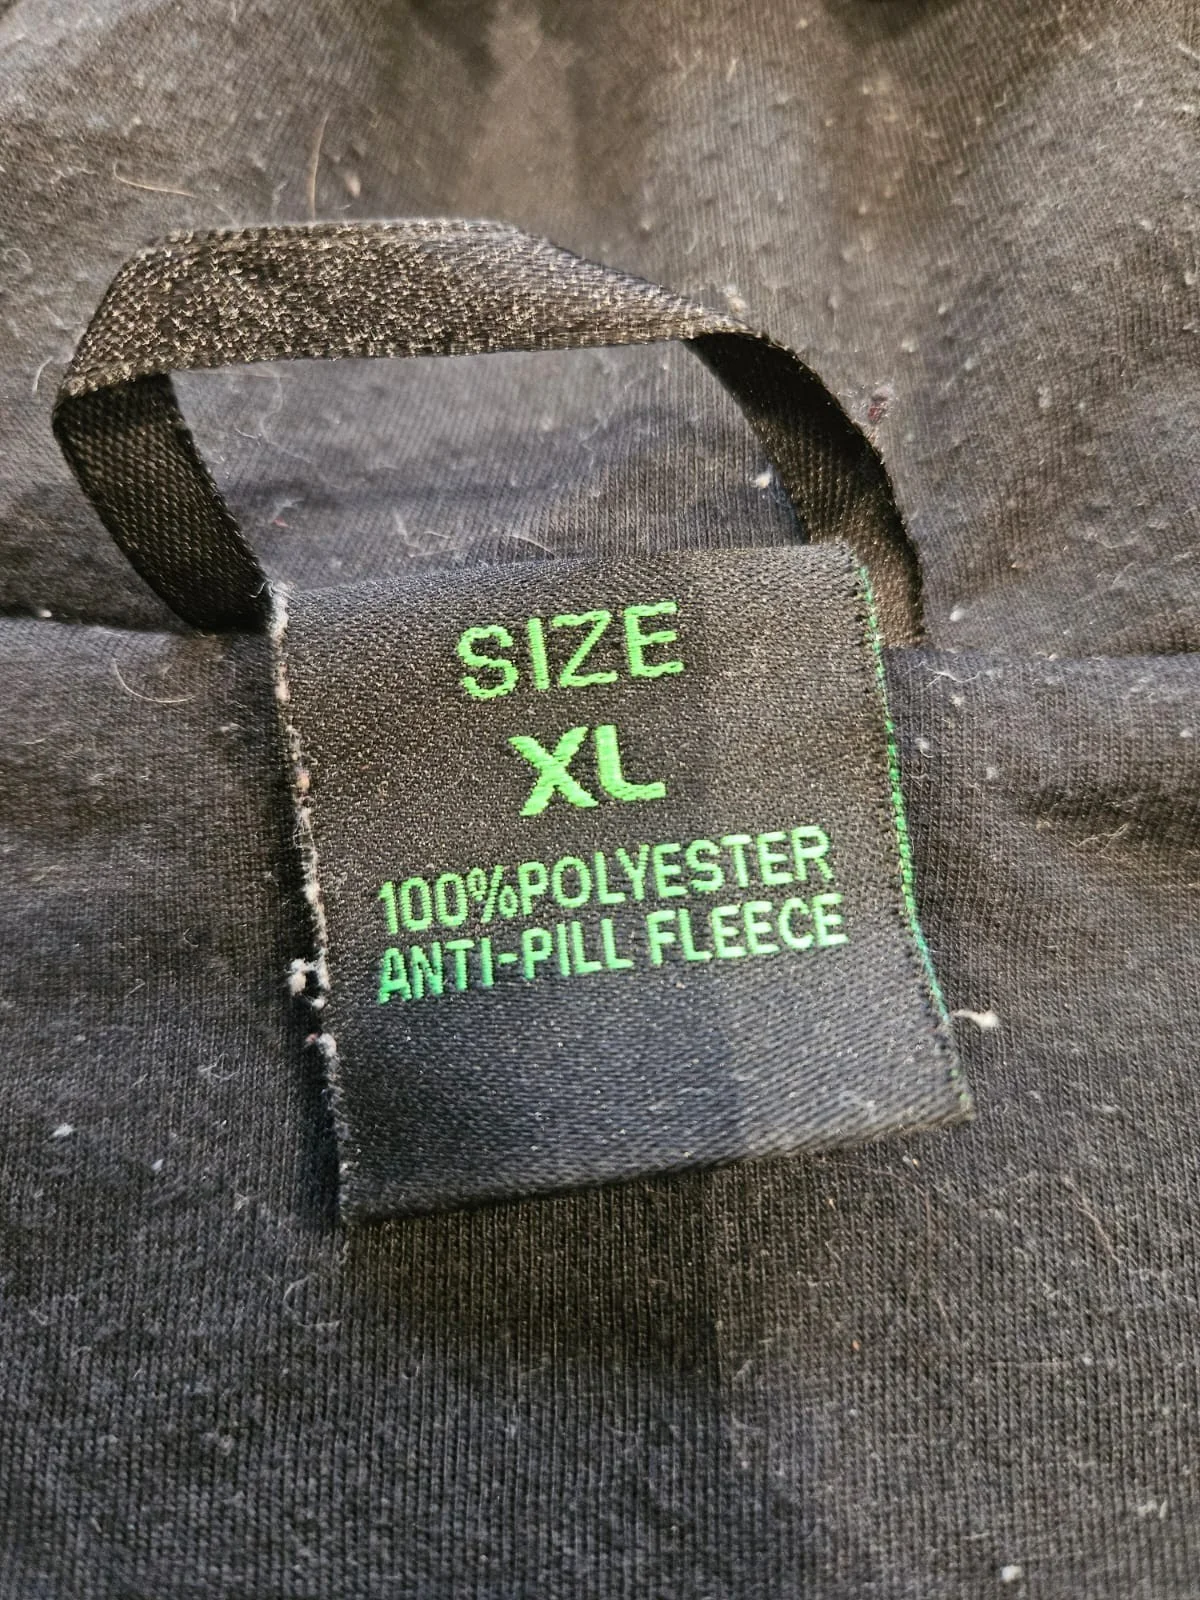 SIZE
XL
100%POLYESTER
ANTI-PILL FLEECE